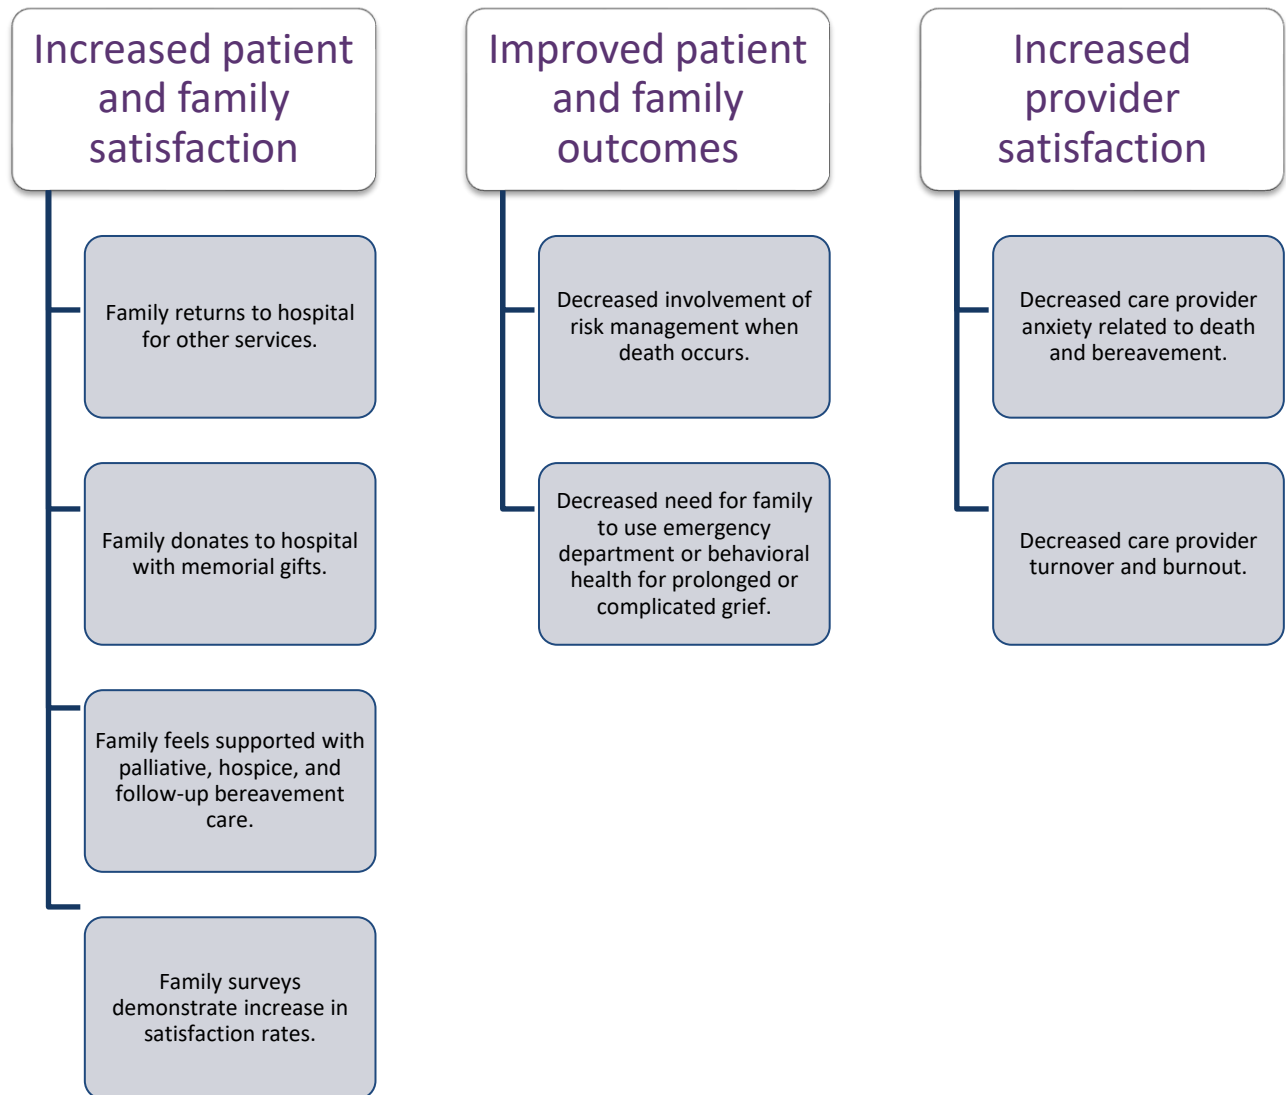 Increased patient
and family
satisfaction
Family returns to hospital
for other services.
Family donates to hospital
with memorial gifts.
Family feels supported with
palliative, hospice, and
follow-up bereavement
care.
Family surveys
demonstrate increase in
satisfaction rates.
Improved patient
and family
outcomes
Decreased involvement of
risk management when
death occurs.
Decreased need for family
to use emergency
department or behavioral
health for prolonged or
complicated grief.
Increased
provider
satisfaction
Decreased care provider
anxiety related to death
and bereavement.
Decreased care provider
turnover and burnout.